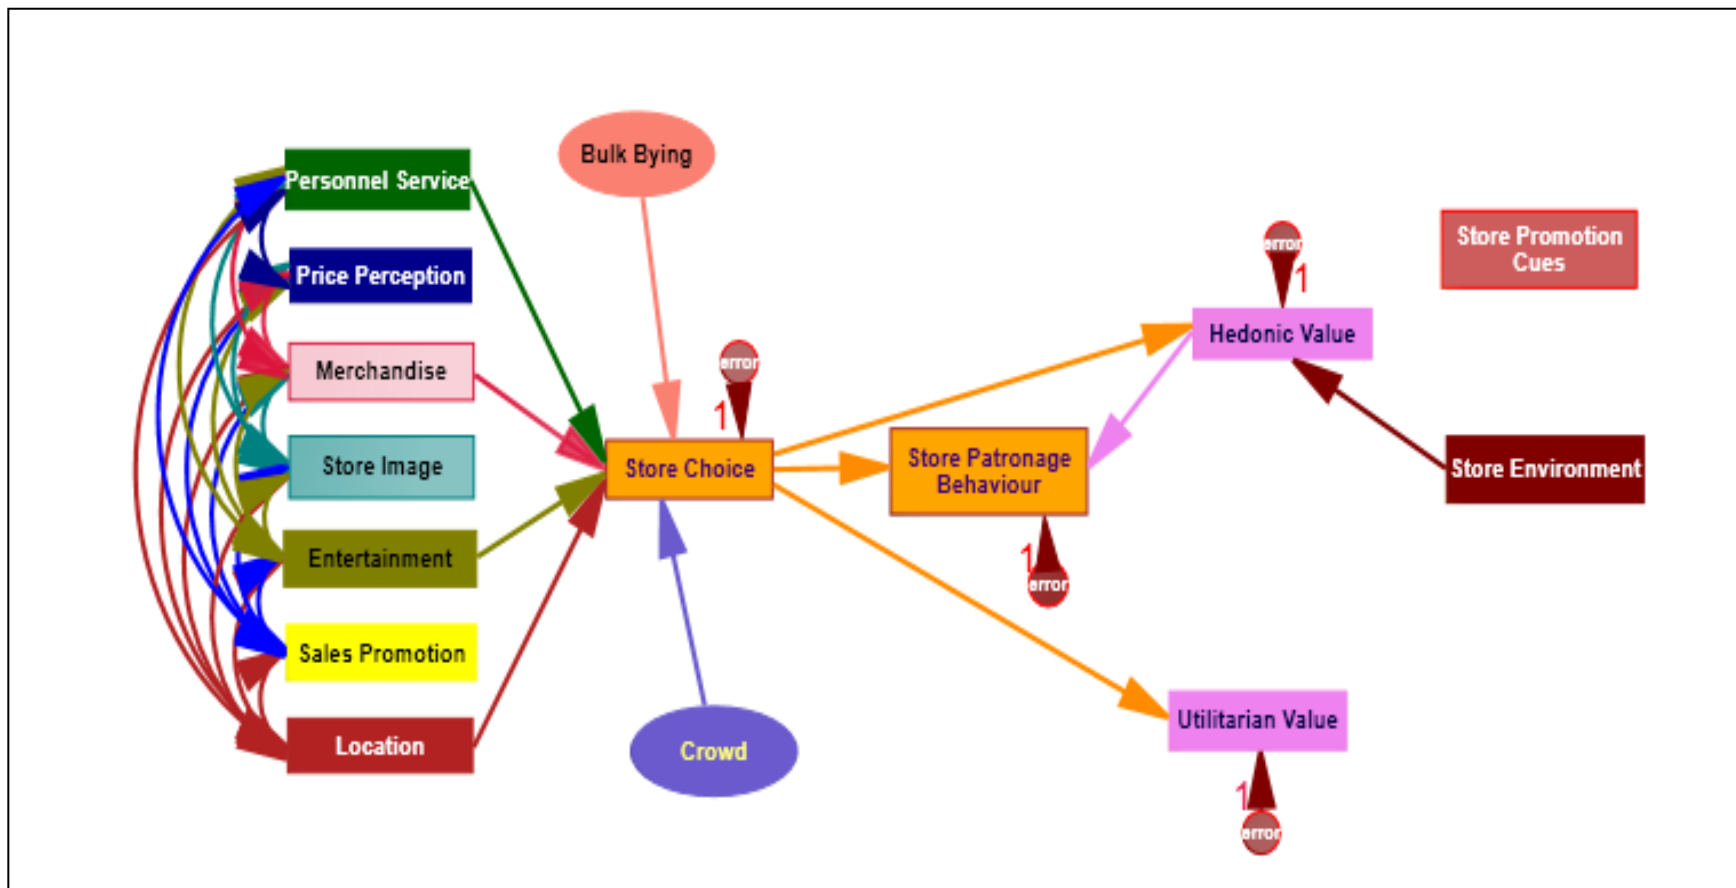 Bulk Bying
Personnel Service
Price Perception
Merchandise
Store Image
Entertainment
Sales Promotion
Location
error
1
Store Choice
Crowd
Store Patronage
Behaviour
1
error
error
1
Hedonic Value
Store Promotion
Cues
Store Environment
Utilitarian Value
1
error